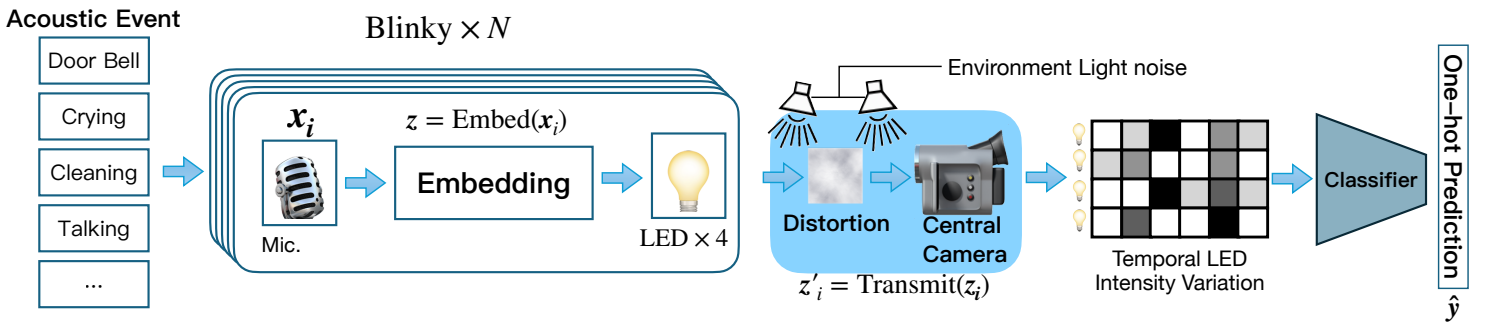 Acoustic Event
Door Bell
Crying
Cleaning
Talking
...
Blinky × N
x_i
Mic.
z = Embed(x_i)
Embedding
LED × 4
Environment Light noise
Distortion
Central
Camera
z'_i = Transmit(z_i)
Temporal LED
Intensity Variation
Classifier
One-hot Prediction
ŷ